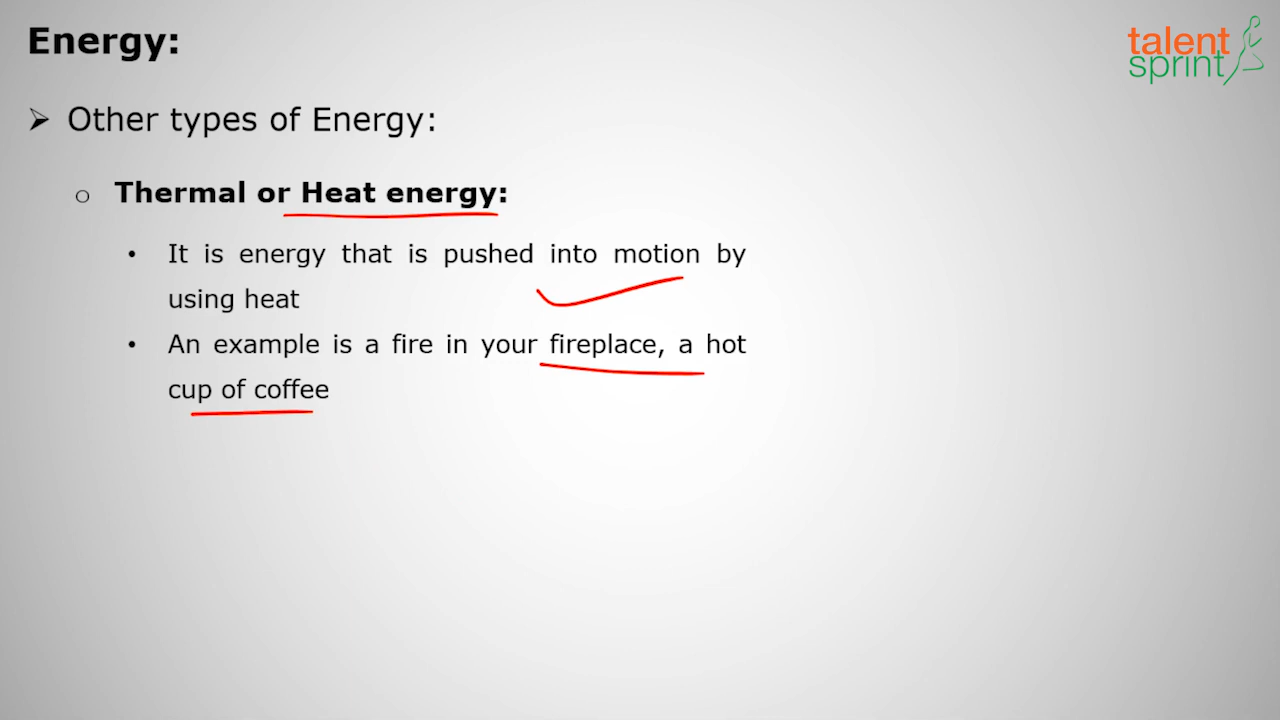 Energy:
talent
sprint
➤ Other types of Energy:
o Thermal or Heat energy:
• It is energy that is pushed into motion by
using heat
• An example is a fire in your fireplace, a hot
cup of coffee